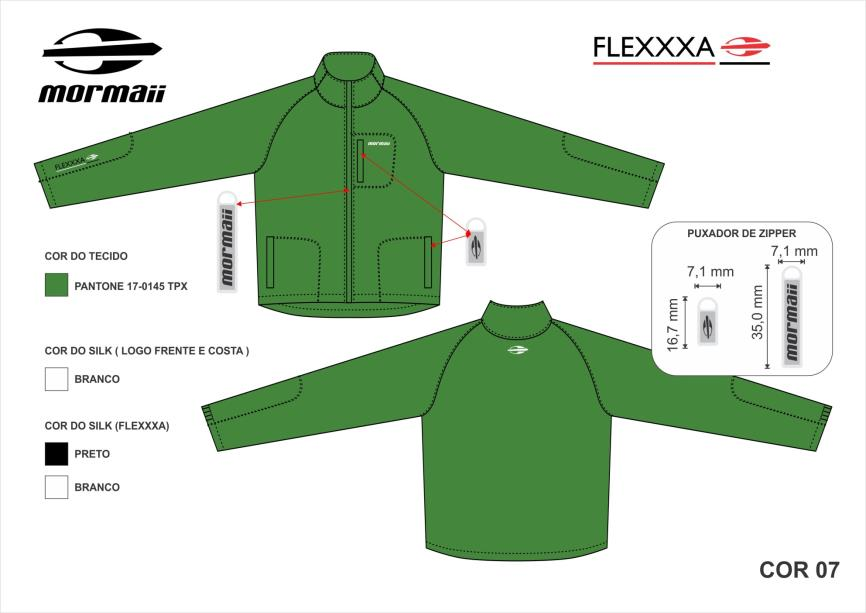 mormaii
FLEXXXA
mormaii
FLEXXXA
mormaii
COR DO TECIDO
PANTONE 17-0145 TPX
COR DO SILK ( LOGO FRENTE E COSTA )
BRANCO
COR DO SILK (FLEXXXA)
PRETO
BRANCO
PUXADOR DE ZIPPER
7,1 mm
7,1 mm
16,7 mm
35,0 mm
mormaii
COR 07